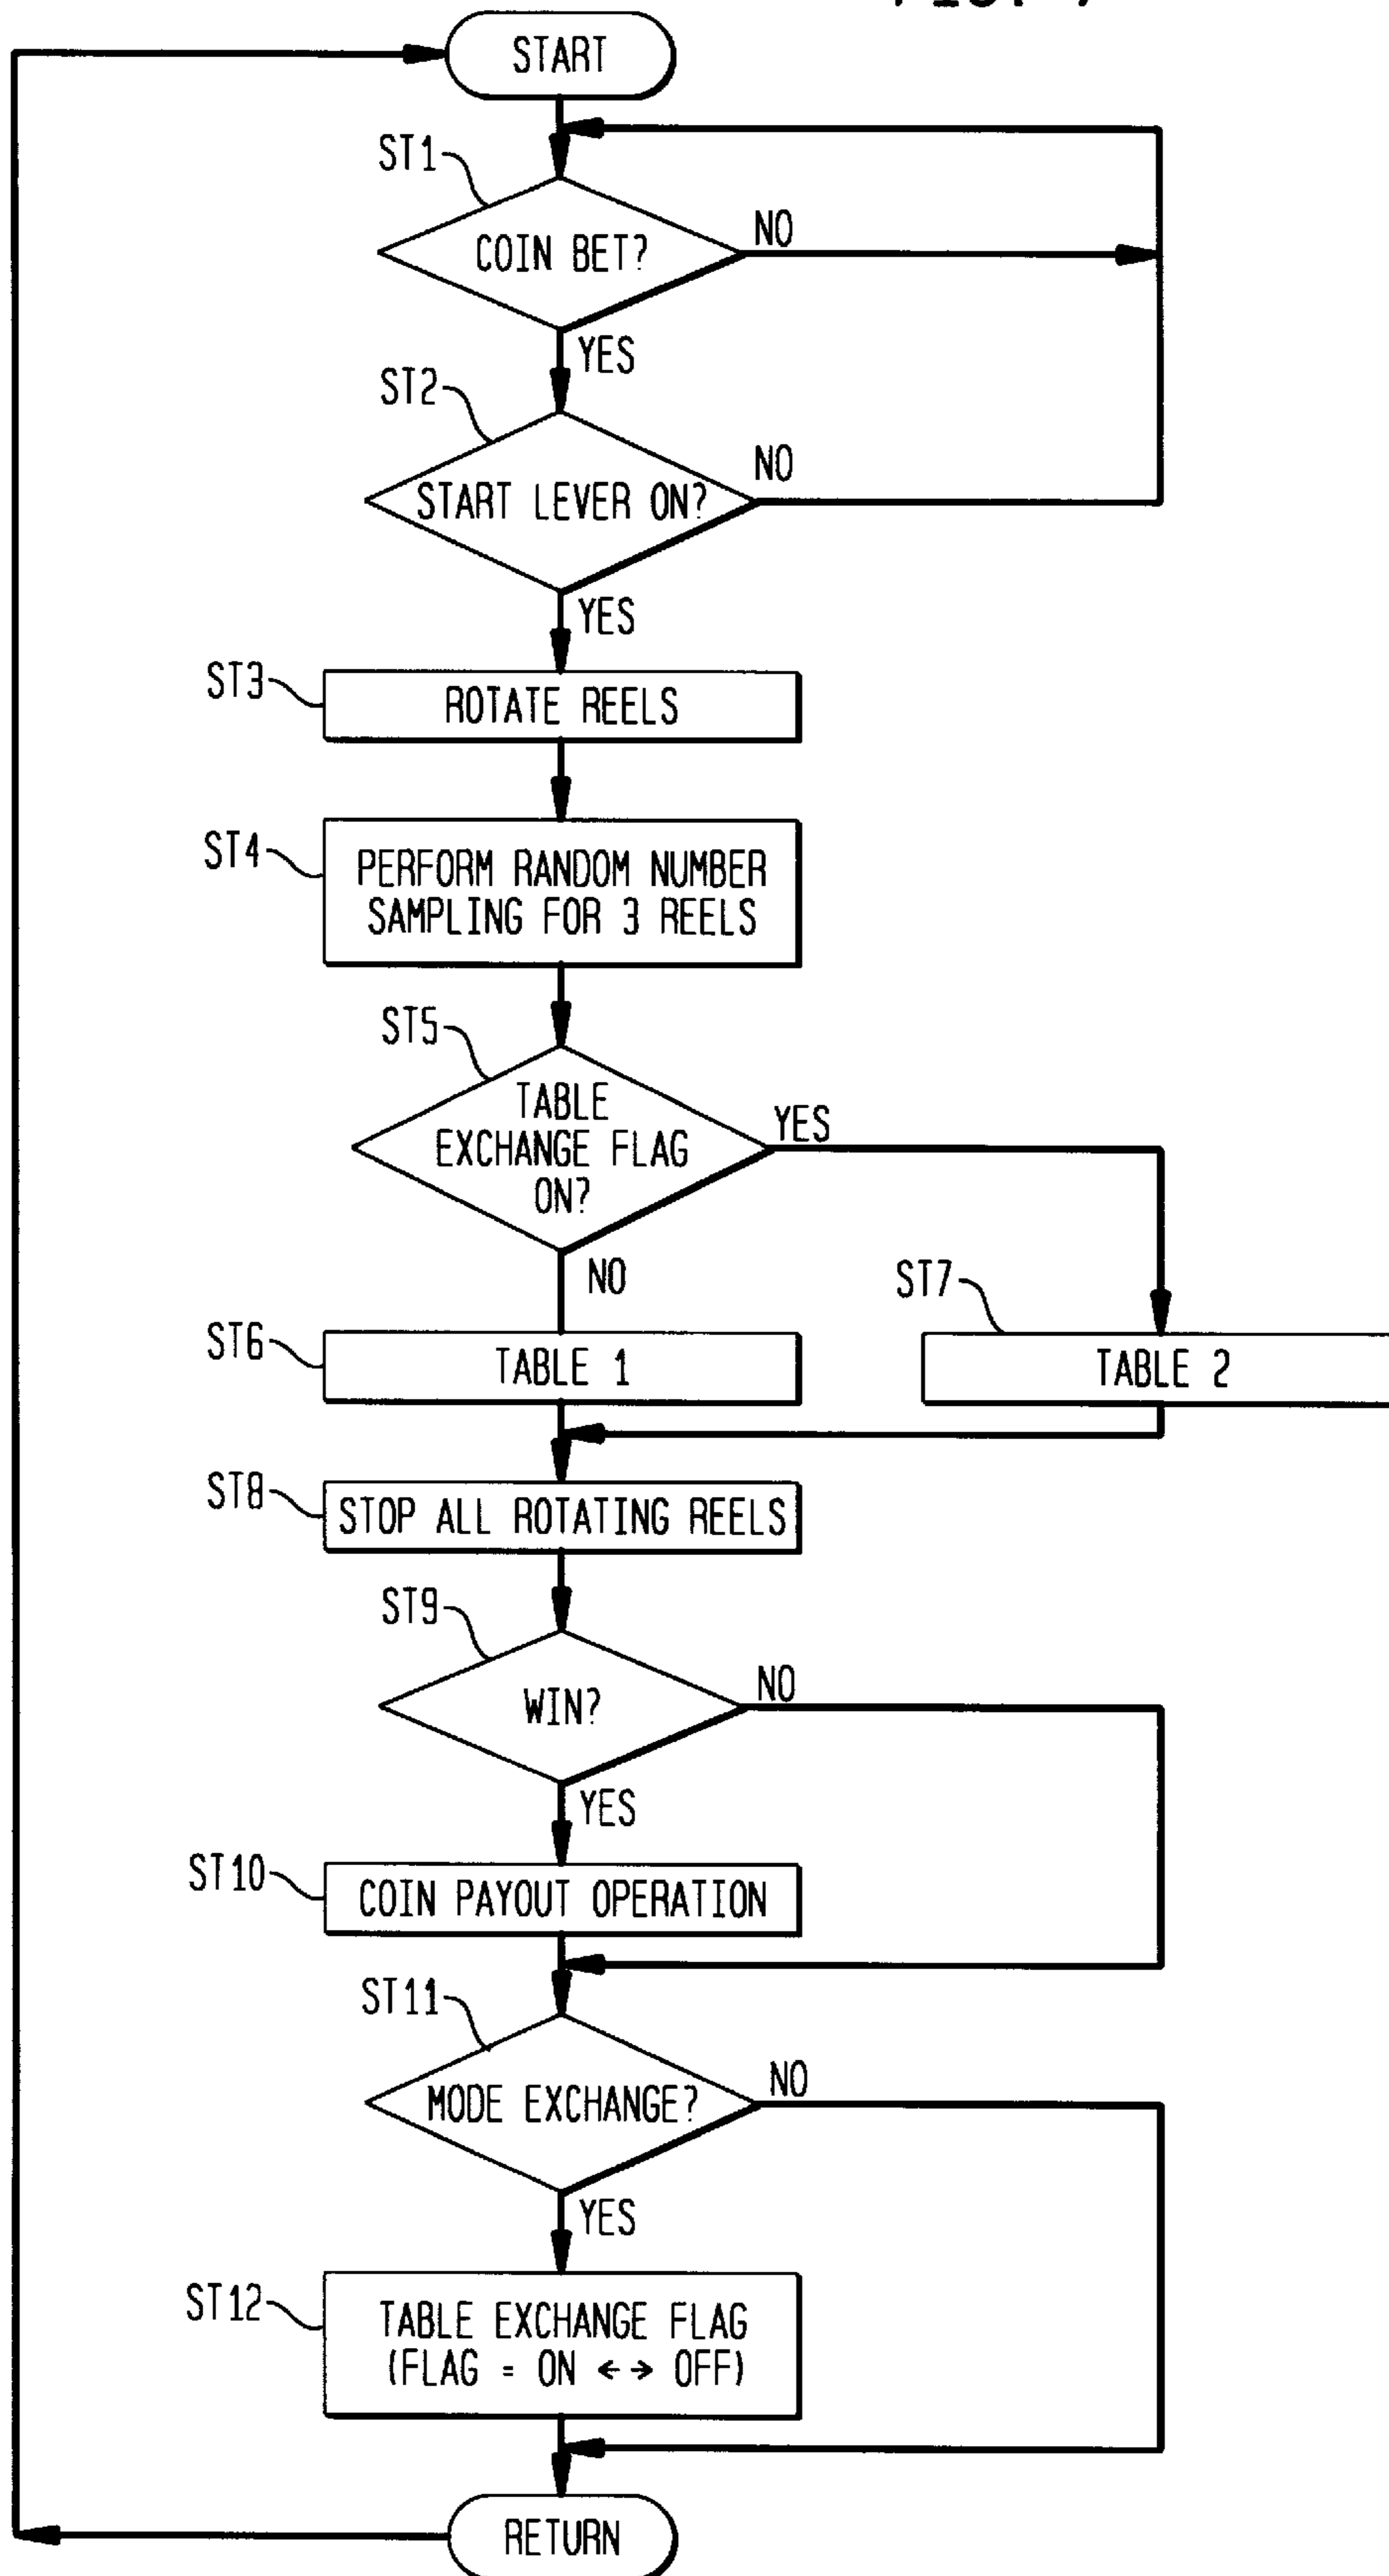 START
ST1
COIN BET?
NO
YES
ST2
START LEVER ON?
NO
YES
ST3
ROTATE REELS
ST4
PERFORM RANDOM NUMBER
SAMPLING FOR 3 REELS
ST5
TABLE
EXCHANGE FLAG
ON?
YES
NO
ST6
TABLE 1
ST7
TABLE 2
ST8
STOP ALL ROTATING REELS
ST9
WIN?
NO
YES
ST10
COIN PAYOUT OPERATION
ST11
MODE EXCHANGE?
NO
YES
ST12
TABLE EXCHANGE FLAG
(FLAG = ON ←→ OFF)
RETURN